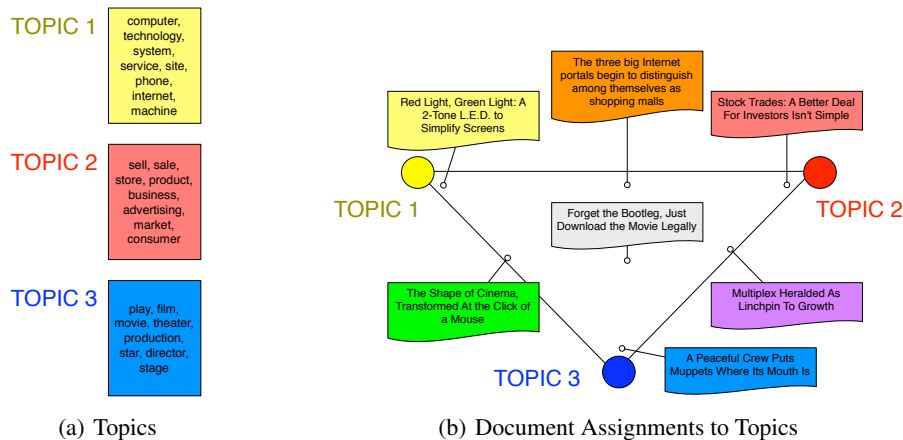 TOPIC 1
computer,
technology,
system,
service, site,
phone,
internet,
machine
TOPIC 2
sell, sale,
store, product,
business,
advertising,
market,
consumer
TOPIC 3
play, film,
movie, theater,
production,
star, director,
stage
(a) Topics
Red Light, Green Light: A
2-Tone L.E.D. to
Simplify Screens
The three big Internet
portals begin to distinguish
among themselves as
shopping malls
Stock Trades: A Better Deal
For Investors Isn't Simple
TOPIC 1
TOPIC 2
Forget the Bootleg, Just
Download the Movie Legally
The Shape of Cinema,
Transformed At the Click of
a Mouse
Multiplex Heralded As
Linchpin To Growth
TOPIC 3
A Peaceful Crew Puts
Muppets Where Its Mouth Is
(b) Document Assignments to Topics